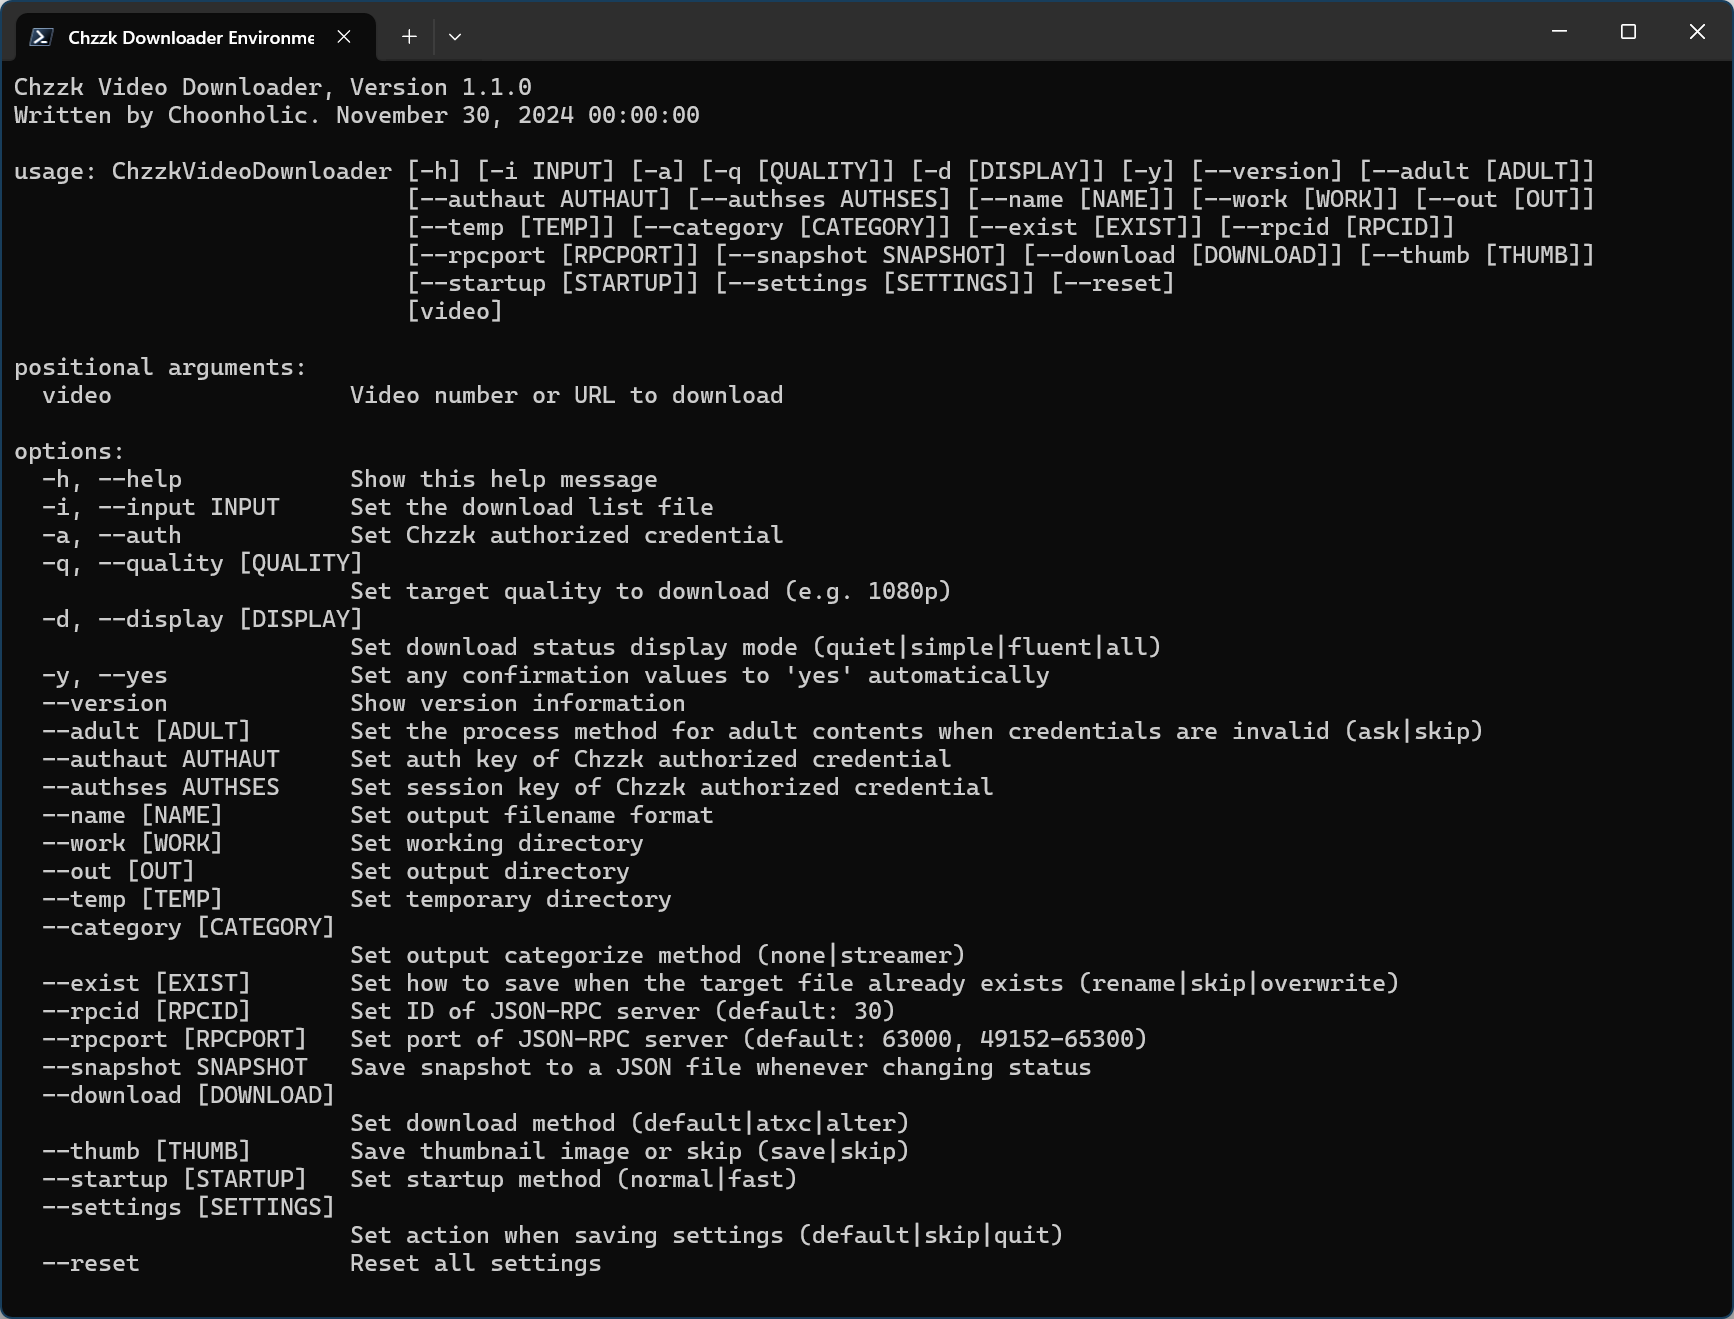 Chzzk Downloader Environme
Chzzk Video Downloader, Version 1.1.0
Written by Choonholic. November 30, 2024 00:00:00
usage: ChzzkVideoDownloader [-h] [-i INPUT] [-a] [-q [QUALITY]] [-d [DISPLAY]] [-y] [--version] [--adult [ADULT]]
[--authaut AUTHAUT] [--authses AUTHSES] [--name [NAME]] [--work [WORK]] [--out [OUT]]
[--temp [TEMP]] [--category [CATEGORY]] [--exist [EXIST]] [--rpcid [RPCID]]
[--rpcport [RPCPORT]] [--snapshot SNAPSHOT] [--download [DOWNLOAD]] [--thumb [THUMB]]
[--startup [STARTUP]] [--settings [SETTINGS]] [--reset]
[video]
positional arguments:
video Video number or URL to download
options:
-h, --help Show this help message
-i, --input INPUT Set the download list file
-a, --auth Set Chzzk authorized credential
-q, --quality [QUALITY]
Set target quality to download (e.g. 1080p)
-d, --display [DISPLAY]
Set download status display mode (quiet|simple|fluent|all)
-y, --yes Set any confirmation values to 'yes' automatically
--version Show version information
--adult [ADULT] Set the process method for adult contents when credentials are invalid (ask|skip)
--authaut AUTHAUT Set auth key of Chzzk authorized credential
--authses AUTHSES Set session key of Chzzk authorized credential
--name [NAME] Set output filename format
--work [WORK] Set working directory
--out [OUT] Set output directory
--temp [TEMP] Set temporary directory
--category [CATEGORY]
Set output categorize method (none|streamer)
--exist [EXIST] Set how to save when the target file already exists (rename|skip|overwrite)
--rpcid [RPCID] Set ID of JSON-RPC server (default: 30)
--rpcport [RPCPORT] Set port of JSON-RPC server (default: 63000, 49152-65300)
--snapshot SNAPSHOT Save snapshot to a JSON file whenever changing status
--download [DOWNLOAD]
Set download method (default|atxc|alter)
--thumb [THUMB] Save thumbnail image or skip (save|skip)
--startup [STARTUP] Set startup method (normal|fast)
--settings [SETTINGS]
Set action when saving settings (default|skip|quit)
--reset Reset all settings